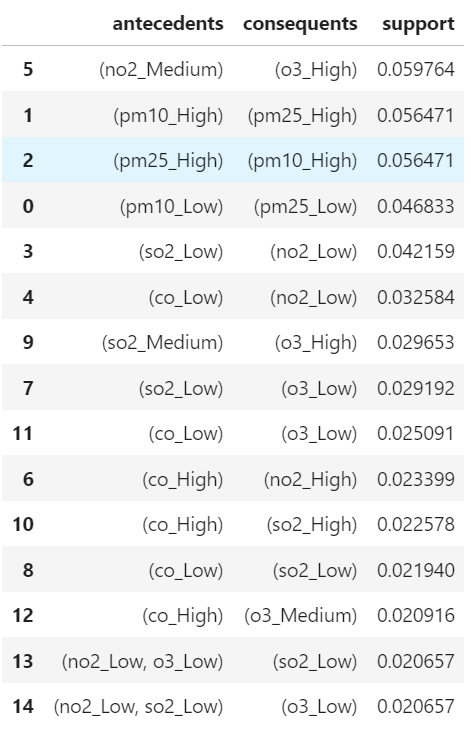 antecedents consequents support
5 (no2_Medium) (o3_High) 0.059764
1 (pm10_High) (pm25_High) 0.056471
2 (pm25_High) (pm10_High) 0.056471
0 (pm10_Low) (pm25_Low) 0.046833
3 (so2_Low) (no2_Low) 0.042159
4 (co_Low) (no2_Low) 0.032584
9 (so2_Medium) (o3_High) 0.029653
7 (so2_Low) (o3_Low) 0.029192
11 (co_Low) (o3_Low) 0.025091
6 (co_High) (no2_High) 0.023399
10 (co_High) (so2_High) 0.022578
8 (co_Low) (so2_Low) 0.021940
12 (co_High) (o3_Medium) 0.020916
13 (no2_Low, o3_Low) (so2_Low) 0.020657
14 (no2_Low, so2_Low) (o3_Low) 0.020657